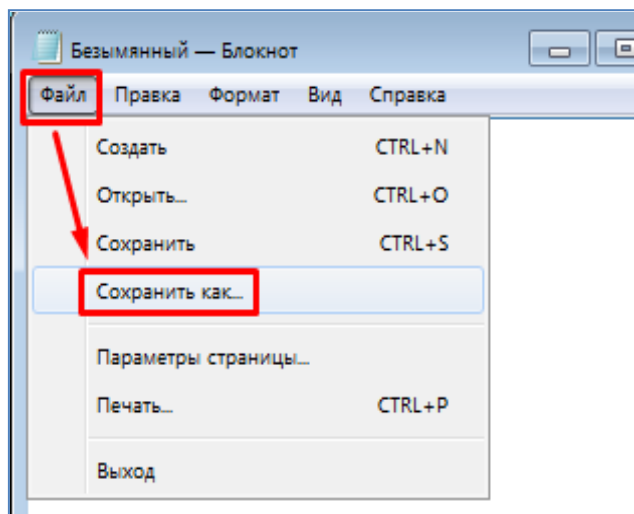 Безымянный — Блокнот
Файл Правка Формат Вид Справка
Создать CTRL+N
Открыть... CTRL+O
Сохранить CTRL+S
Сохранить как...
Параметры страницы...
Печать... CTRL+P
Выход